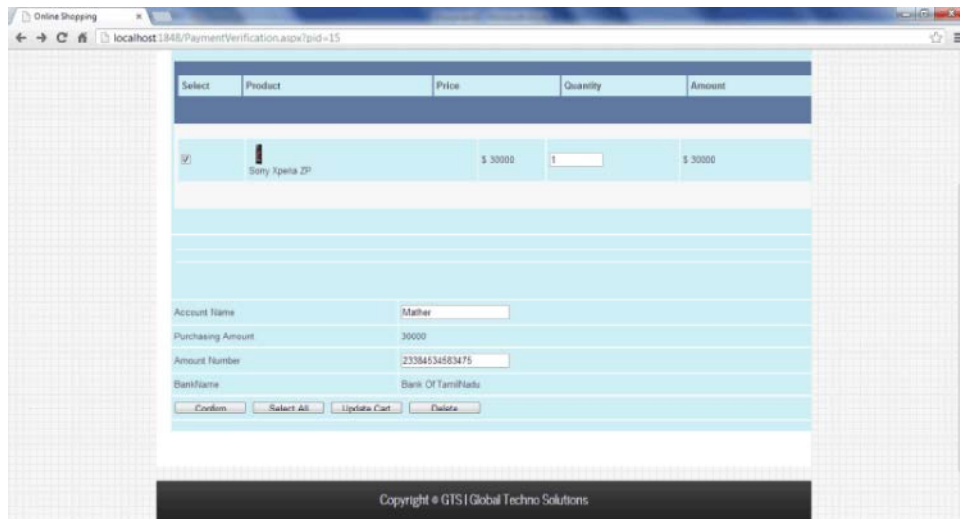 Online Shopping
localhost:1848/PaymentVerification.aspx?pid=15
Select Product Price Quantity Amount
Sony Xperia ZP $ 30000 1 $ 30000
Account Name Mather
Purchasing Amount 30000
Amount Number 23384534583475
BankName Bank Of TamilNadu
Confirm Select All Update Cart Delete
Copyright © GTS | Global Techno Solutions